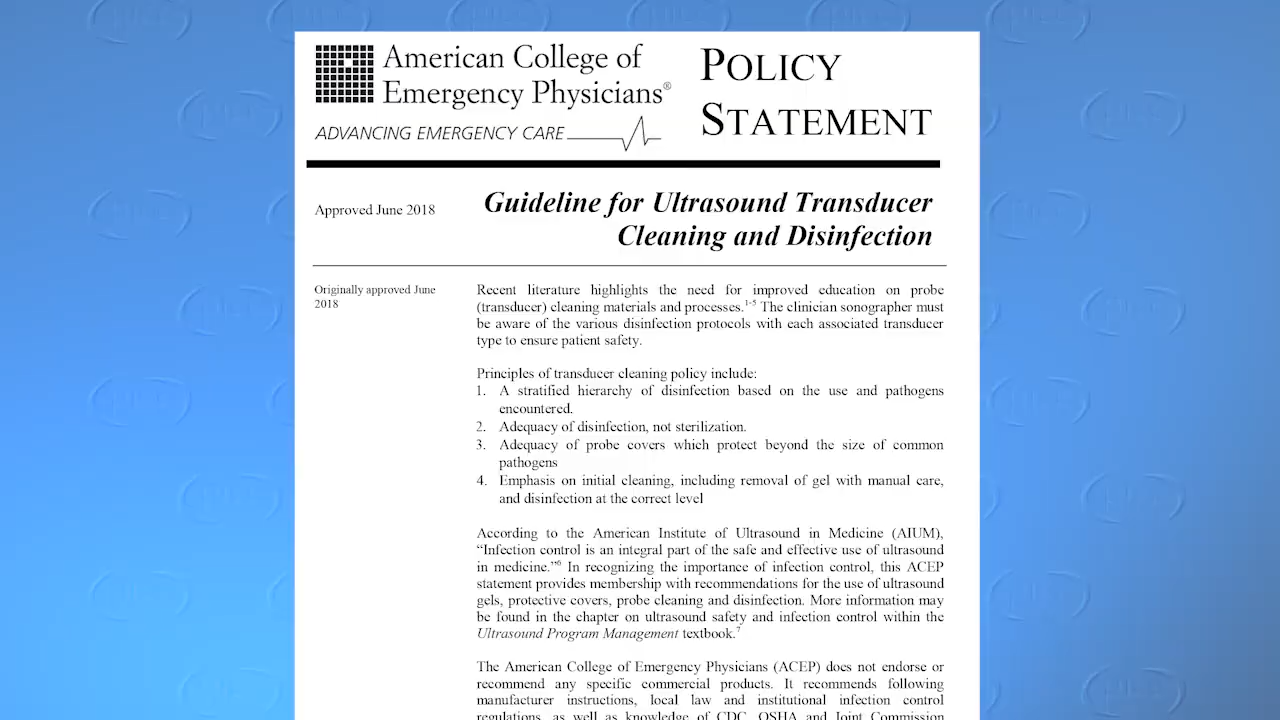 American College of
Emergency Physicians®
ADVANCING EMERGENCY CARE
POLICY
STATEMENT
Approved June 2018
Guideline for Ultrasound Transducer
Cleaning and Disinfection
Originally approved June
2018
Recent literature highlights the need for improved education on probe
(transducer) cleaning materials and processes.1-5 The clinician sonographer must
be aware of the various disinfection protocols with each associated transducer
type to ensure patient safety.
Principles of transducer cleaning policy include:
1. A stratified hierarchy of disinfection based on the use and pathogens
encountered.
2. Adequacy of disinfection, not sterilization.
3. Adequacy of probe covers which protect beyond the size of common
pathogens
4. Emphasis on initial cleaning, including removal of gel with manual care,
and disinfection at the correct level
According to the American Institute of Ultrasound in Medicine (AIUM),
“Infection control is an integral part of the safe and effective use of ultrasound
in medicine.”6 In recognizing the importance of infection control, this ACEP
statement provides membership with recommendations for the use of ultrasound
gels, protective covers, probe cleaning and disinfection. More information may
be found in the chapter on ultrasound safety and infection control within the
Ultrasound Program Management textbook.7
The American College of Emergency Physicians (ACEP) does not endorse or
recommend any specific commercial products. It recommends following
manufacturer instructions, local law and institutional infection control
regulations, as well as knowledge of CDC, OSHA and Joint Commission